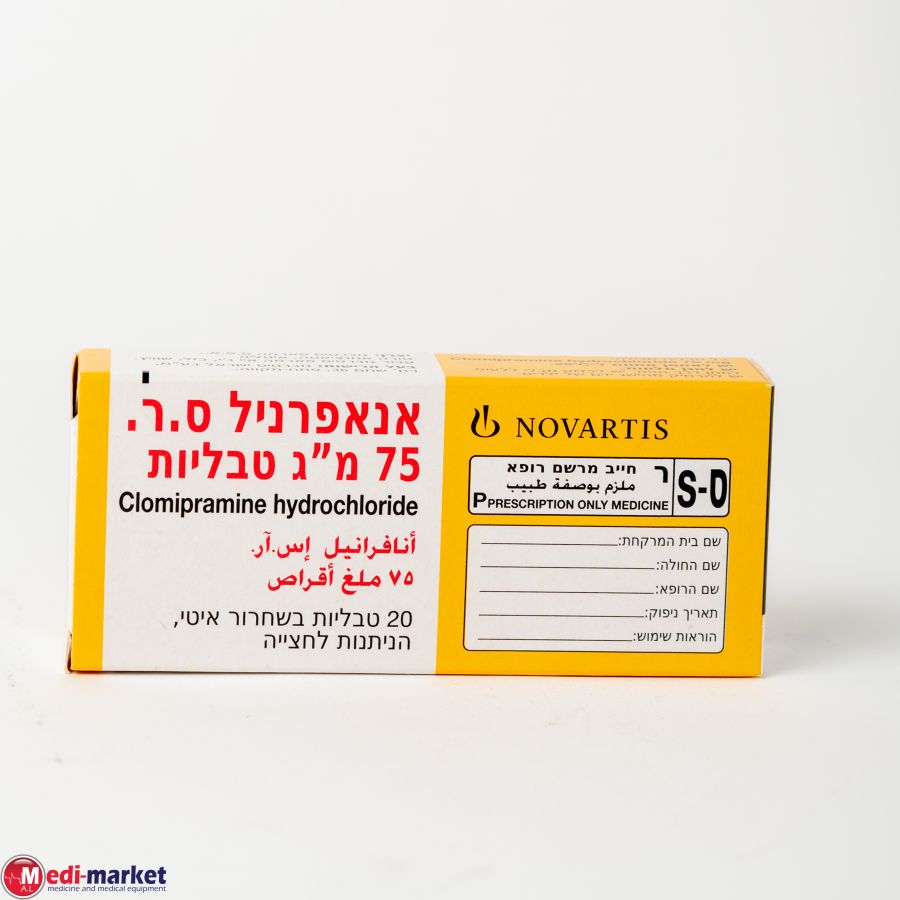 אנאפרניל ס.ר.
75 מ"ג טבליות
Clomipramine hydrochloride
أنافرانيل إس.آر.
٧٥ ملغ أقراص
20 טבליות בשחרור איטי,
הניתנות לחצייה
NOVARTIS
חייב מרשם רופא ר
ملزم بوصفة طبيب
P PRESCRIPTION ONLY MEDICINE
S-D
שם בית המרקחת:
שם החולה:
שם הרופא:
תאריך ניפוק:
הוראות שימוש:
Medi-market
A.L
medicine and medical equipment